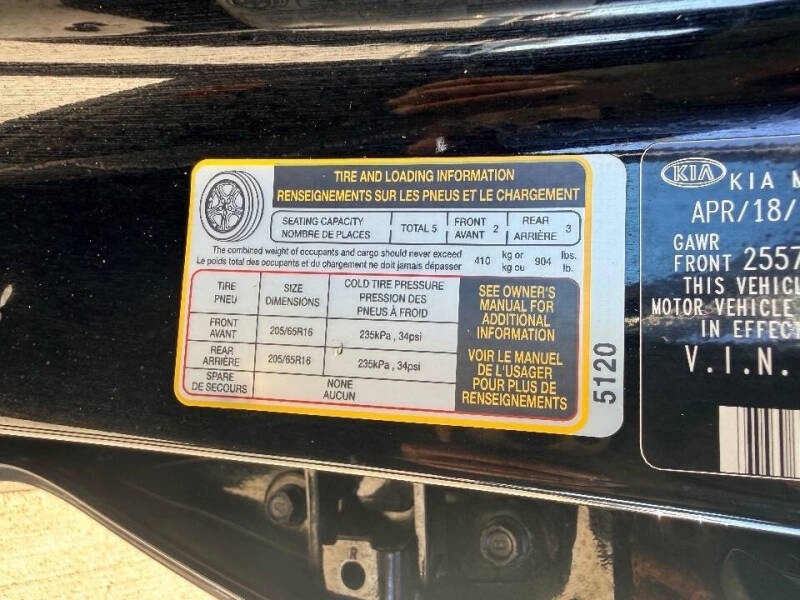 TIRE AND LOADING INFORMATION
RENSEIGNEMENTS SUR LES PNEUS ET LE CHARGEMENT
SEATING CAPACITY
NOMBRE DE PLACES
TOTAL 5
FRONT
AVANT 2
REAR
ARRIÈRE 3
The combined weight of occupants and cargo should never exceed
Le poids total des occupants et du chargement ne doit jamais dépasser
410 kg or
kg ou
904 lbs.
lb.
TIRE
PNEU
SIZE
DIMENSIONS
COLD TIRE PRESSURE
PRESSION DES
PNEUS À FROID
FRONT
AVANT
205/65R16
235kPa , 34psi
REAR
ARRIÈRE
205/65R16
235kPa , 34psi
SPARE
DE SECOURS
NONE
AUCUN
SEE OWNER'S
MANUAL FOR
ADDITIONAL
INFORMATION
VOIR LE MANUEL
DE L'USAGER
POUR PLUS DE
RENSEIGNEMENTS
5120
KIA KIA M
APR/18/
GAWR
FRONT 2557
THIS VEHICL
MOTOR VEHICLE
IN EFFECT
V.I.N.
R